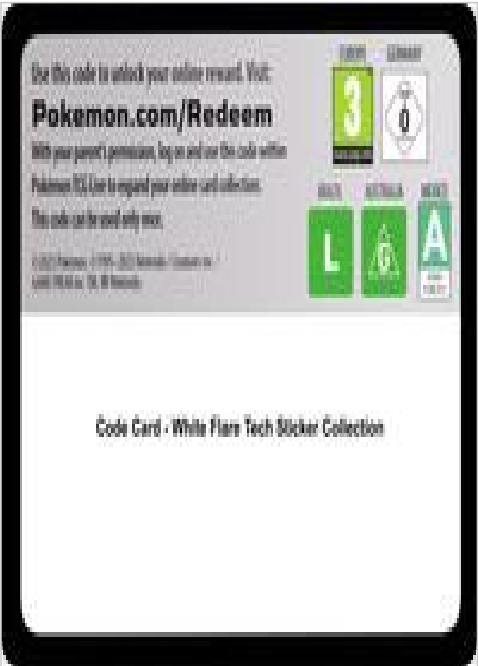 Use this code to unlock your online reward. Visit:
Pokemon.com/Redeem
With your parent's permission, log on and use this code within
Pokémon TCG Live to expand your online card collection.
This code can be used only once.
EUROPE GERMANY
3
0
BRAZIL AUSTRALIA MEXICO
L G A
Code Card - White Flare Tech Sticker Collection